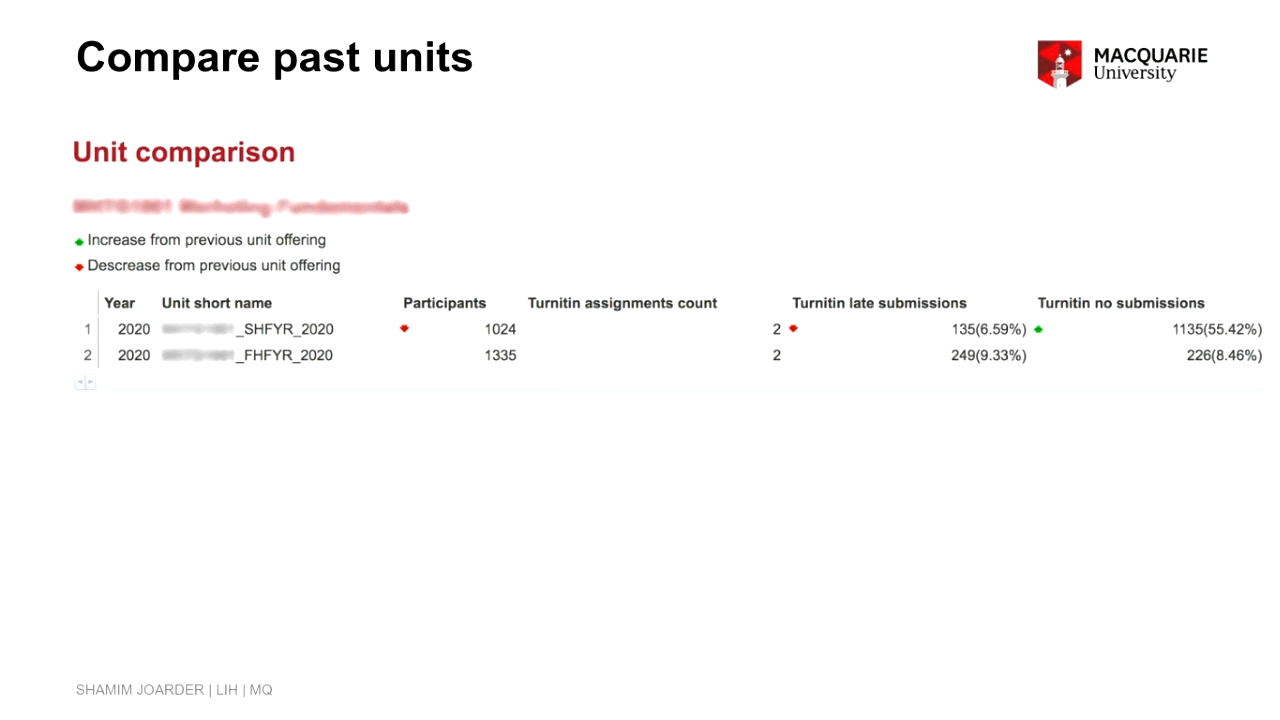 Compare past units
MACQUARIE
University
Unit comparison
Increase from previous unit offering
Descrease from previous unit offering
Year Unit short name Participants Turnitin assignments count Turnitin late submissions Turnitin no submissions
1 2020 _SHFYR_2020 1024 2 135(6.59%) 1135(55.42%)
2 2020 _FHFYR_2020 1335 2 249(9.33%) 226(8.46%)
SHAMIM JOARDER | LIH | MQ